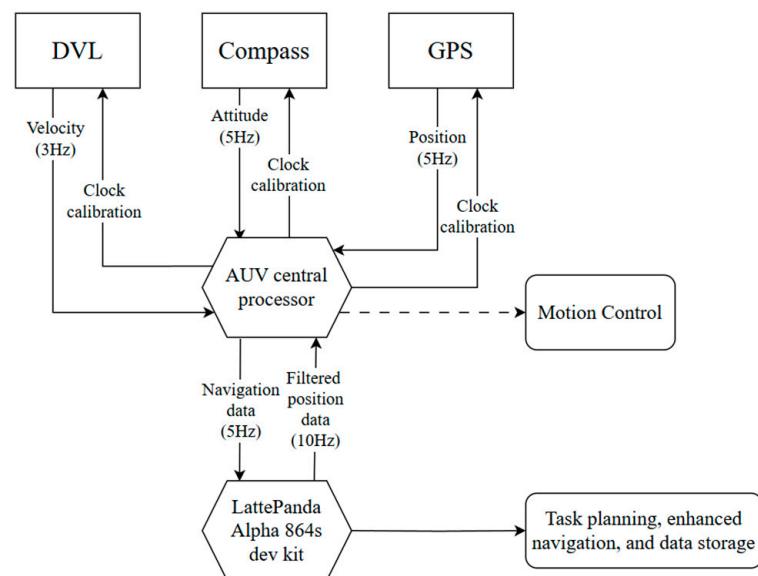 DVL
Compass
GPS
Velocity
(3Hz)
Attitude
(5Hz)
Position
(5Hz)
Clock
calibration
Clock
calibration
Clock
calibration
AUV central
processor
Motion Control
Navigation
data
(5Hz)
Filtered
position
data
(10Hz)
LattePanda
Alpha 864s
dev kit
Task planning, enhanced
navigation, and data storage